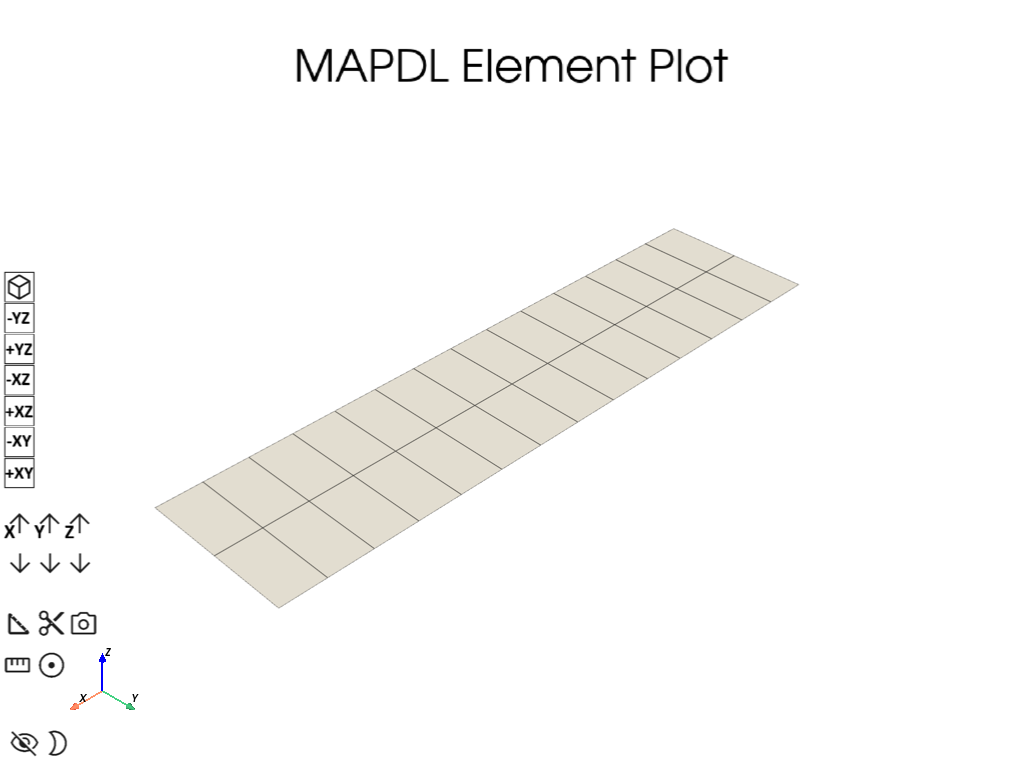 MAPDL Element Plot
-YZ
+YZ
-XZ
+XZ
-XY
+XY
X Y Z
Z
X Y